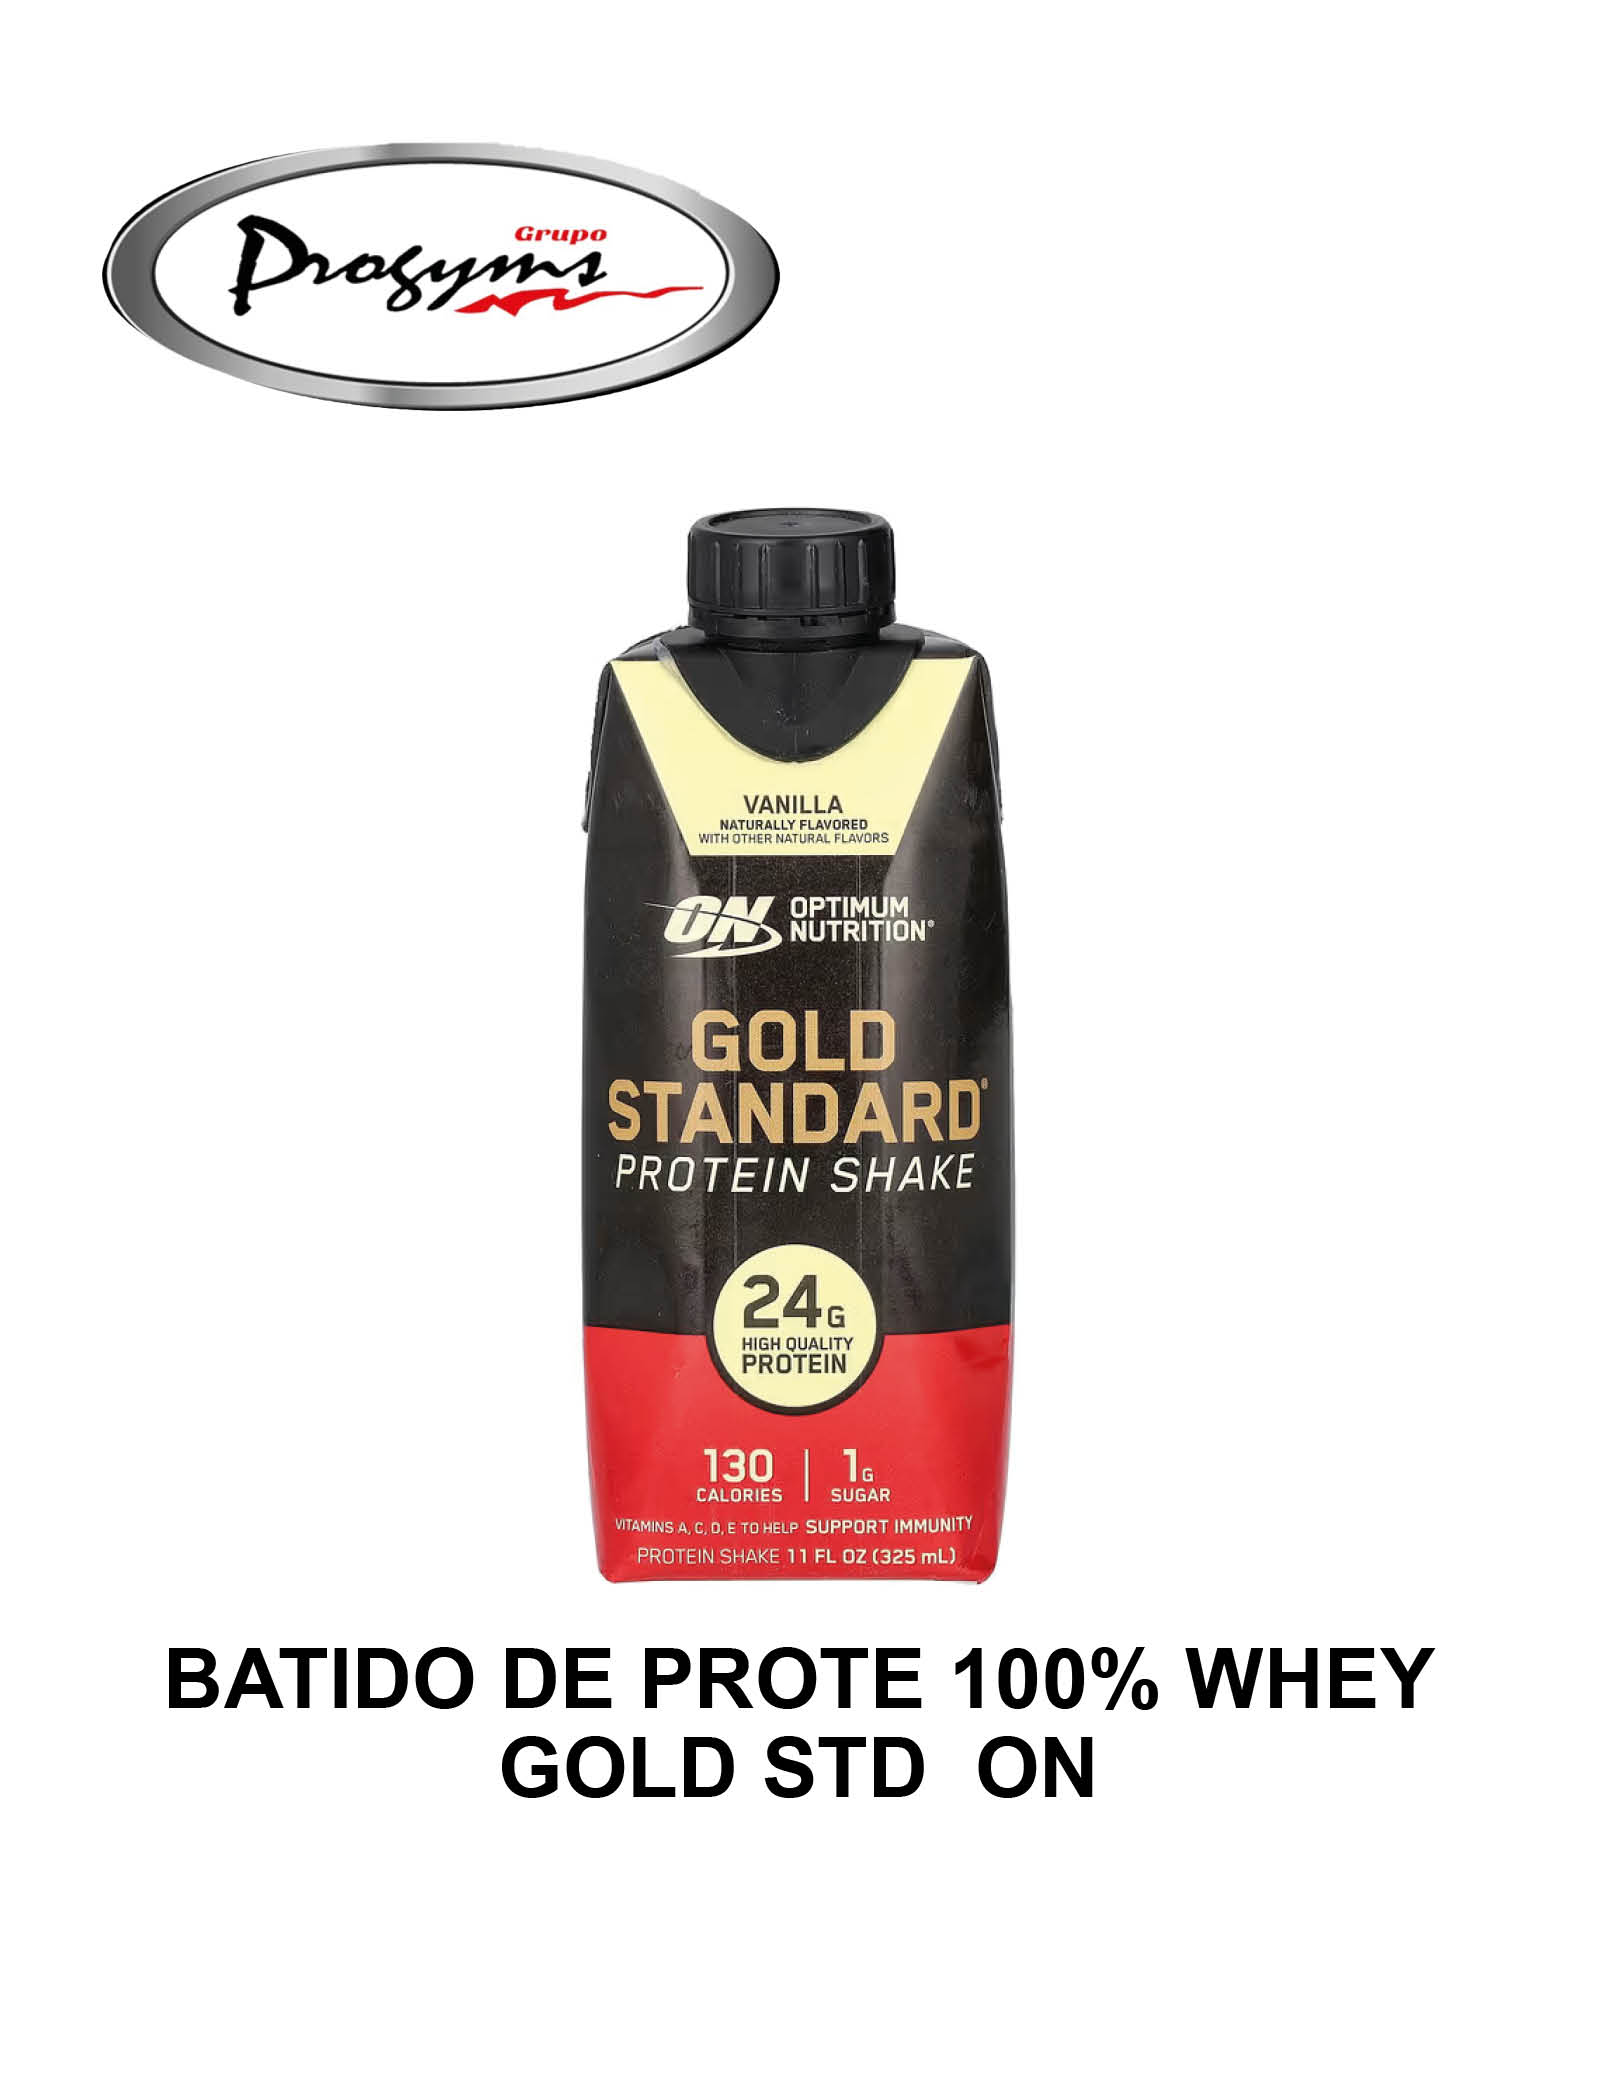 Grupo
Progyms
VANILLA
NATURALLY FLAVORED
WITH OTHER NATURAL FLAVORS
ON OPTIMUM
NUTRITION®
GOLD
STANDARD®
PROTEIN SHAKE
24G
HIGH QUALITY
PROTEIN
130 | 1G
CALORIES SUGAR
VITAMINS A, C, D, E TO HELP SUPPORT IMMUNITY
PROTEIN SHAKE 11 FL OZ (325 mL)
BATIDO DE PROTE 100% WHEY
GOLD STD ON